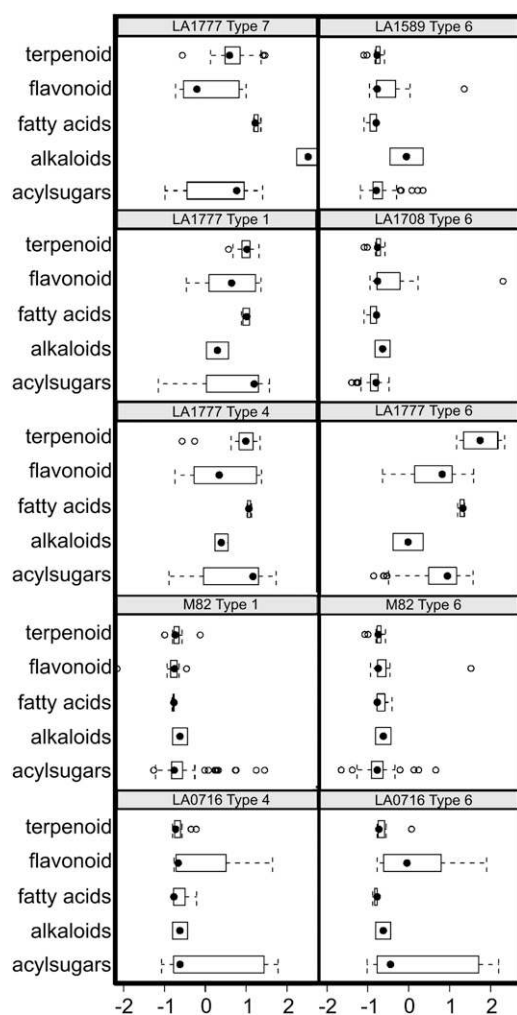 LA1777 Type 7 LA1589 Type 6
terpenoid
flavonoid
fatty acids
alkaloids
acylsugars
LA1777 Type 1 LA1708 Type 6
terpenoid
flavonoid
fatty acids
alkaloids
acylsugars
LA1777 Type 4 LA1777 Type 6
terpenoid
flavonoid
fatty acids
alkaloids
acylsugars
M82 Type 1 M82 Type 6
terpenoid
flavonoid
fatty acids
alkaloids
acylsugars
LA0716 Type 4 LA0716 Type 6
terpenoid
flavonoid
fatty acids
alkaloids
acylsugars
-2 -1 0 1 2 -2 -1 0 1 2